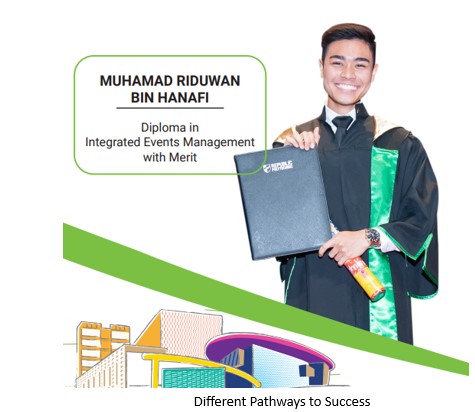 MUHAMAD RIDUWAN
BIN HANAFI
Diploma in
Integrated Events Management
with Merit
REPUBLIC
POLYTECHNIC
Different Pathways to Success